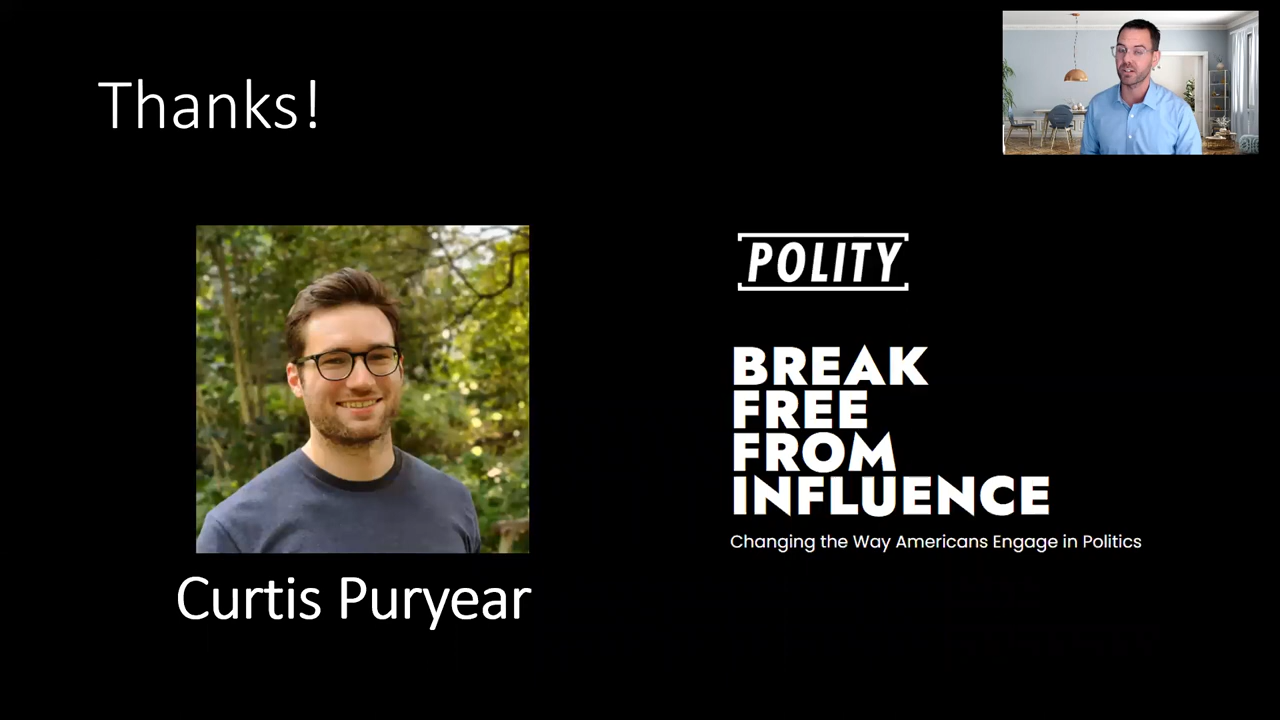 Thanks!
POLITY
BREAK
FREE
FROM
INFLUENCE
Changing the Way Americans Engage in Politics
Curtis Puryear